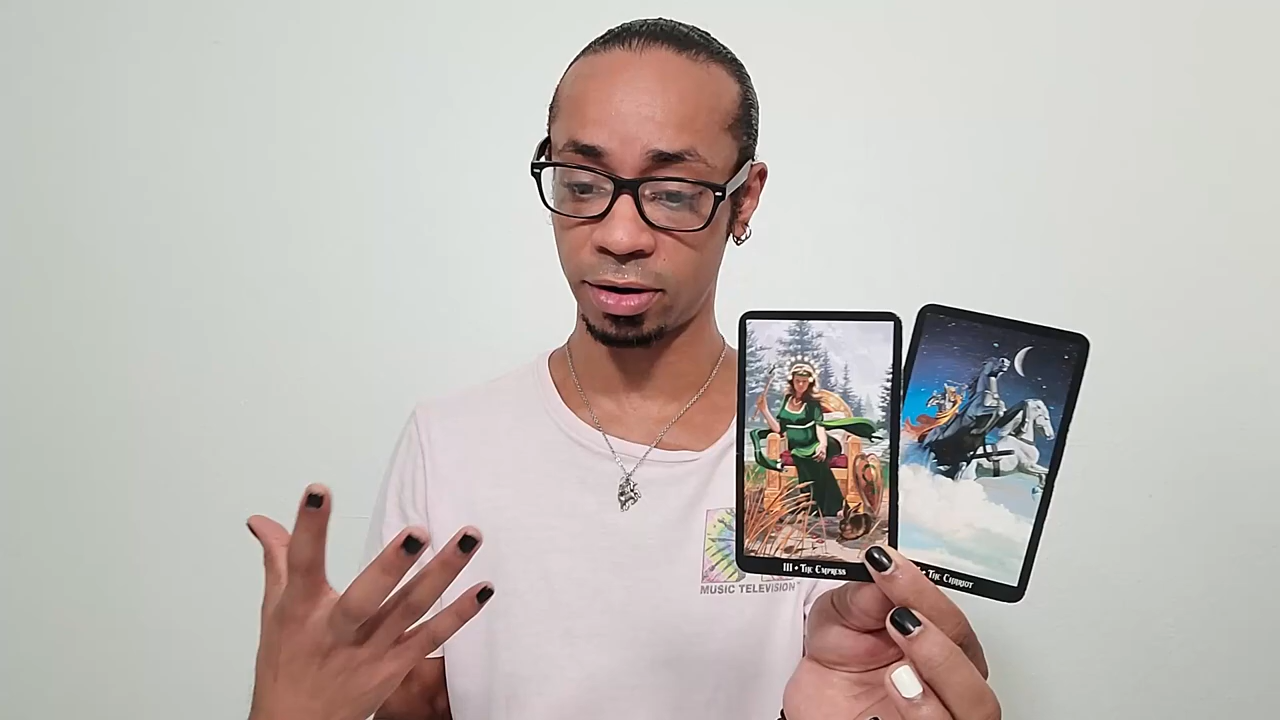 III • The Empress
• The Chariot
MUSIC TELEVISION